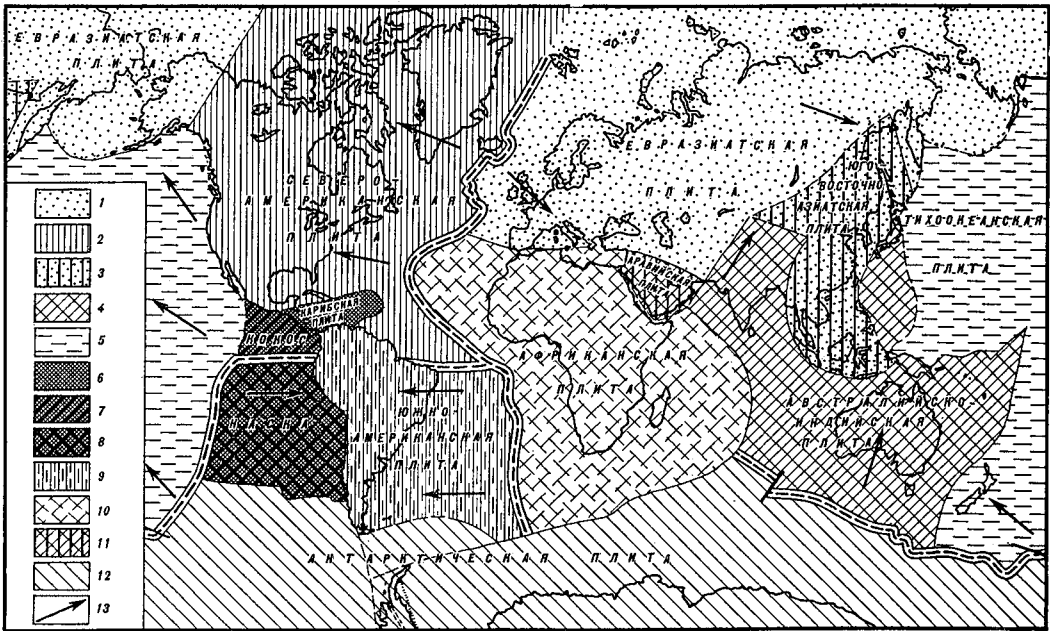 ЕВРАЗИАТСКАЯ
ПЛИТА
СЕВЕРО-
АМЕРИКАНСКАЯ
ПЛИТА
ЕВРАЗИАТСКАЯ
ПЛИТА
ЮГО
ВОСТОЧНО
АЗИАТСКАЯ
ПЛИТА
ТИХООКЕАНСКАЯ
ПЛИТА
АРАВИЙСКАЯ
ПЛИТ
КАРИБСКАЯ
ПЛИТА
КОКОС
НАСКА
ЮЖНО-
АМЕРИКАНСКАЯ
ПЛИТА
АФРИКАНСКАЯ
ПЛИТА
АВСТРАЛИЙСКО-
ИНДИЙСКАЯ
ПЛИТА
АНТАРКТИЧЕСКАЯ ПЛИТА
1
2
3
4
5
6
7
8
9
10
11
12
13